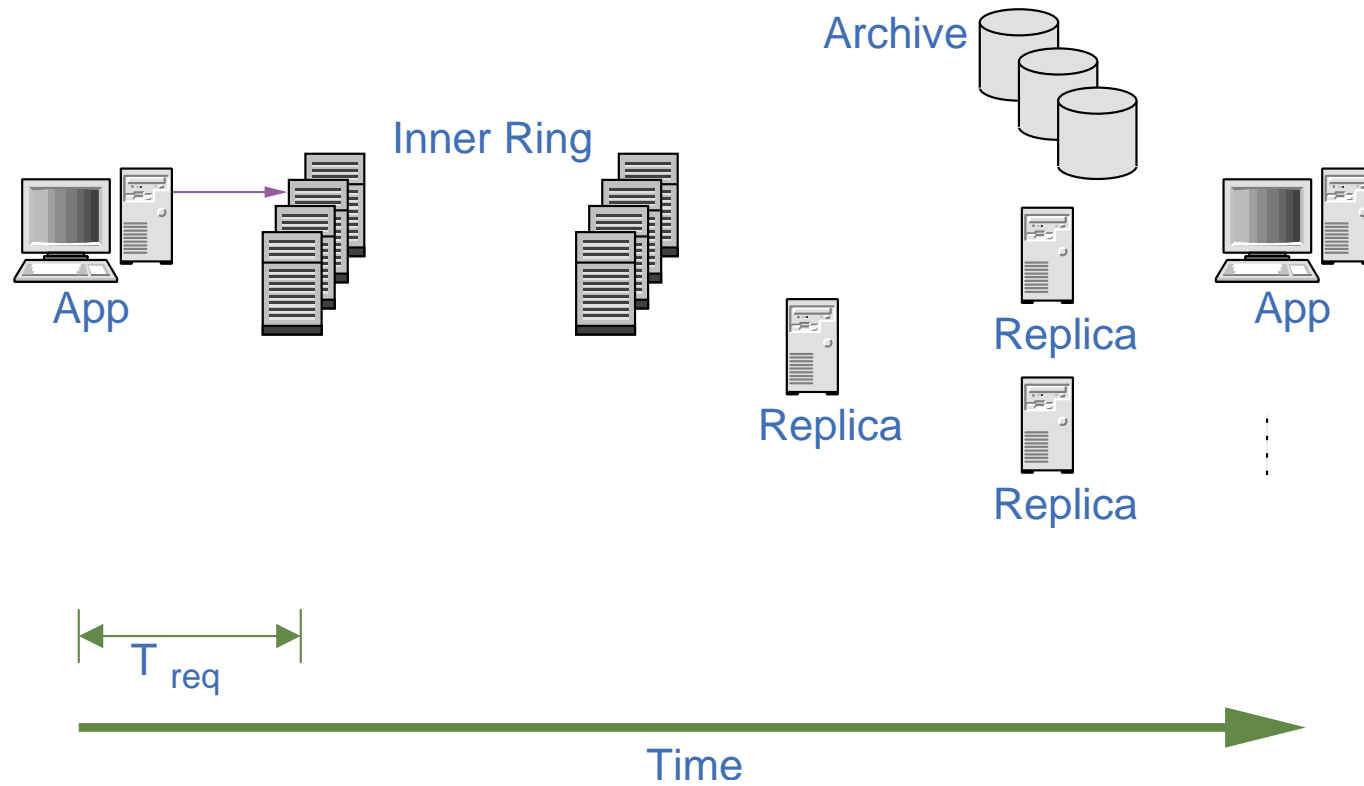 Archive
Inner Ring
App
Replica
App
Replica
Replica
T req
Time